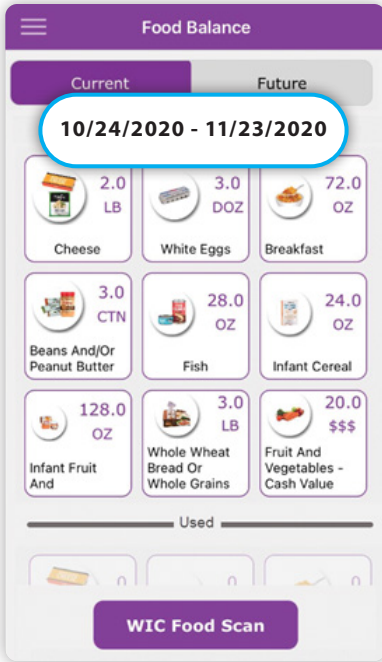 Food Balance
Current
Future
10/24/2020 - 11/23/2020
2.0
LB
Cheese
3.0
DOZ
White Eggs
72.0
OZ
Breakfast
3.0
CTN
Beans And/Or
Peanut Butter
28.0
OZ
Fish
24.0
OZ
Infant Cereal
128.0
OZ
Infant Fruit
And
3.0
LB
Whole Wheat
Bread Or
Whole Grains
20.0
$$$
Fruit And
Vegetables -
Cash Value
Used
0
0
0
WIC Food Scan